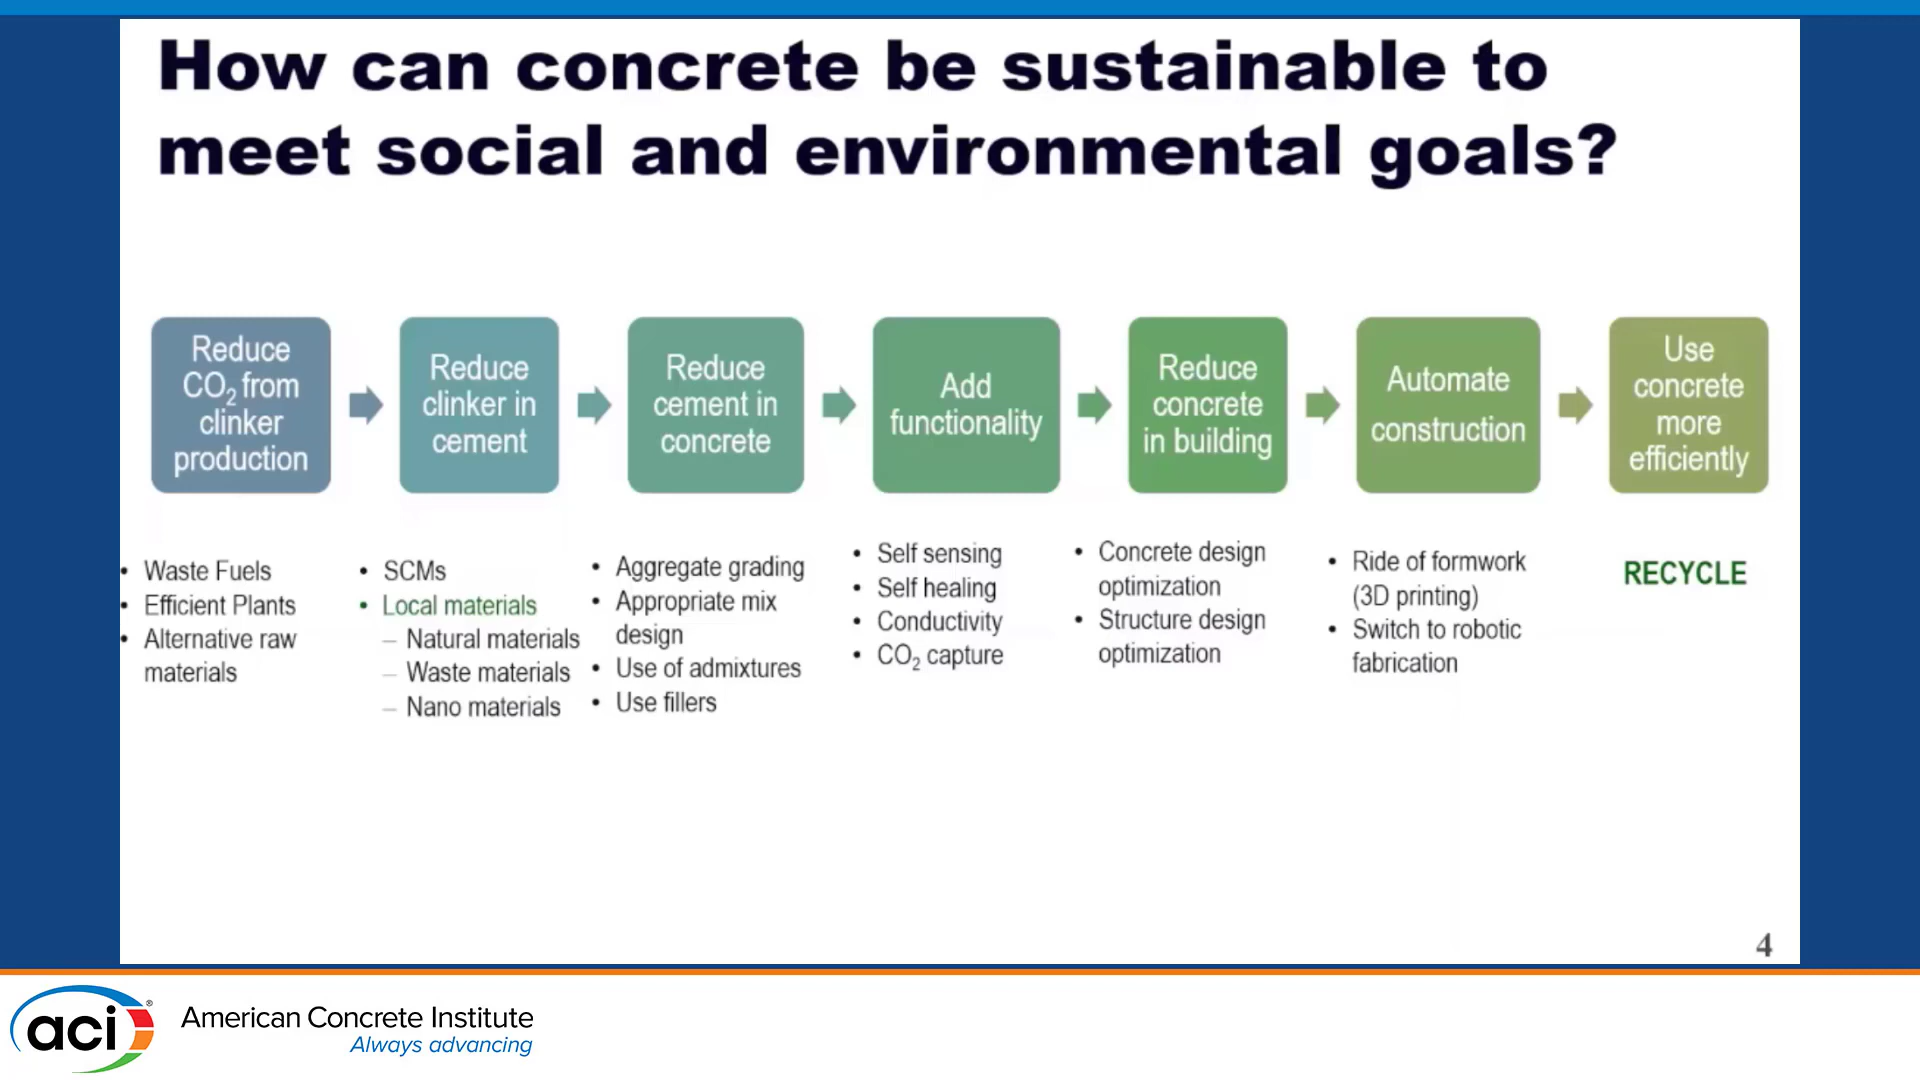 How can concrete be sustainable to
meet social and environmental goals?
Reduce
CO₂ from
clinker
production
Reduce
clinker in
cement
Reduce
cement in
concrete
Add
functionality
Reduce
concrete
in building
Automate
construction
Use
concrete
more
efficiently
• Waste Fuels
• Efficient Plants
• Alternative raw
materials
• SCMs
• Local materials
– Natural materials
– Waste materials
– Nano materials
• Aggregate grading
• Appropriate mix
design
• Use of admixtures
• Use fillers
• Self sensing
• Self healing
• Conductivity
• CO₂ capture
• Concrete design
optimization
• Structure design
optimization
• Ride of formwork
(3D printing)
• Switch to robotic
fabrication
RECYCLE
4
aci®
American Concrete Institute
Always advancing